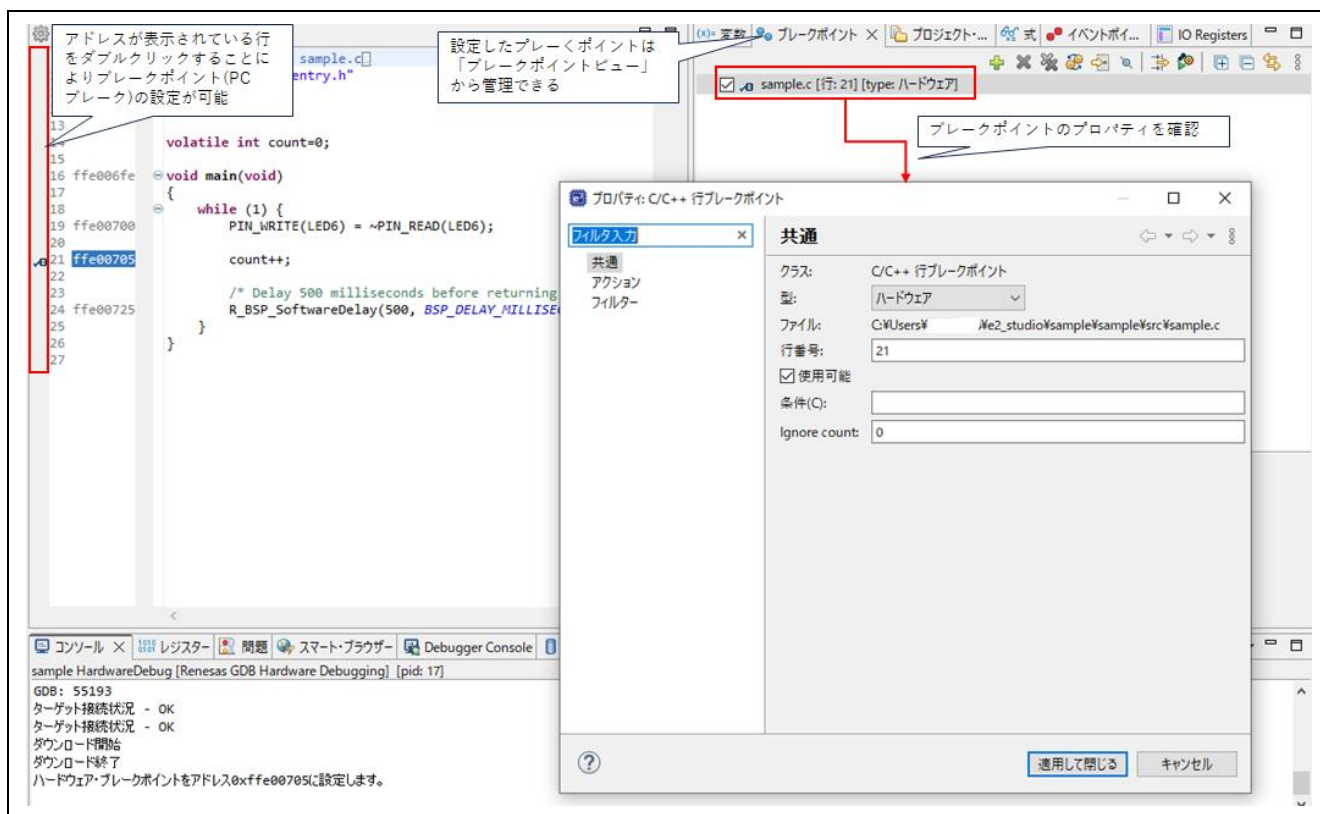 アドレスが表示されている行
をダブルクリックすることに
よりブレークポイント(PC
ブレーク)の設定が可能
設定したブレーくポイントは
「ブレークポイントビュー」
から管理できる
sample.c
entry.h"
13
14
volatile int count=0;
15
16 ffe006fe void main(void)
17 {
18 while (1) {
19 ffe00700 PIN_WRITE(LED6) = ~PIN_READ(LED6);
20
21 ffe00705 count++;
22
23 /* Delay 500 milliseconds before returning
24 ffe00725 R_BSP_SoftwareDelay(500, BSP_DELAY_MILLISE
25 }
26 }
27
(x)= 変数 ブレークポイント プロジェクト・... 式 イベントポイ... IO Registers
sample.c [行: 21] [type: ハードウェア]
ブレークポイントのプロパティを確認
プロパティ: C/C++ 行ブレークポイント
フィルタ入力
共通
アクション
フィルター
共通
クラス: C/C++ 行ブレークポイント
型: ハードウェア
ファイル: C:¥Users¥ ¥e2_studio¥sample¥sample¥src¥sample.c
行番号: 21
使用可能
条件(C):
Ignore count: 0
適用して閉じる キャンセル
コンソール レジスター 問題 スマート・ブラウザー Debugger Console
sample HardwareDebug [Renesas GDB Hardware Debugging] [pid: 17]
GDB: 55193
ターゲット接続状況 - OK
ターゲット接続状況 - OK
ダウンロード開始
ダウンロード終了
ハードウェア・ブレークポイントをアドレス0xffe00705に設定します。